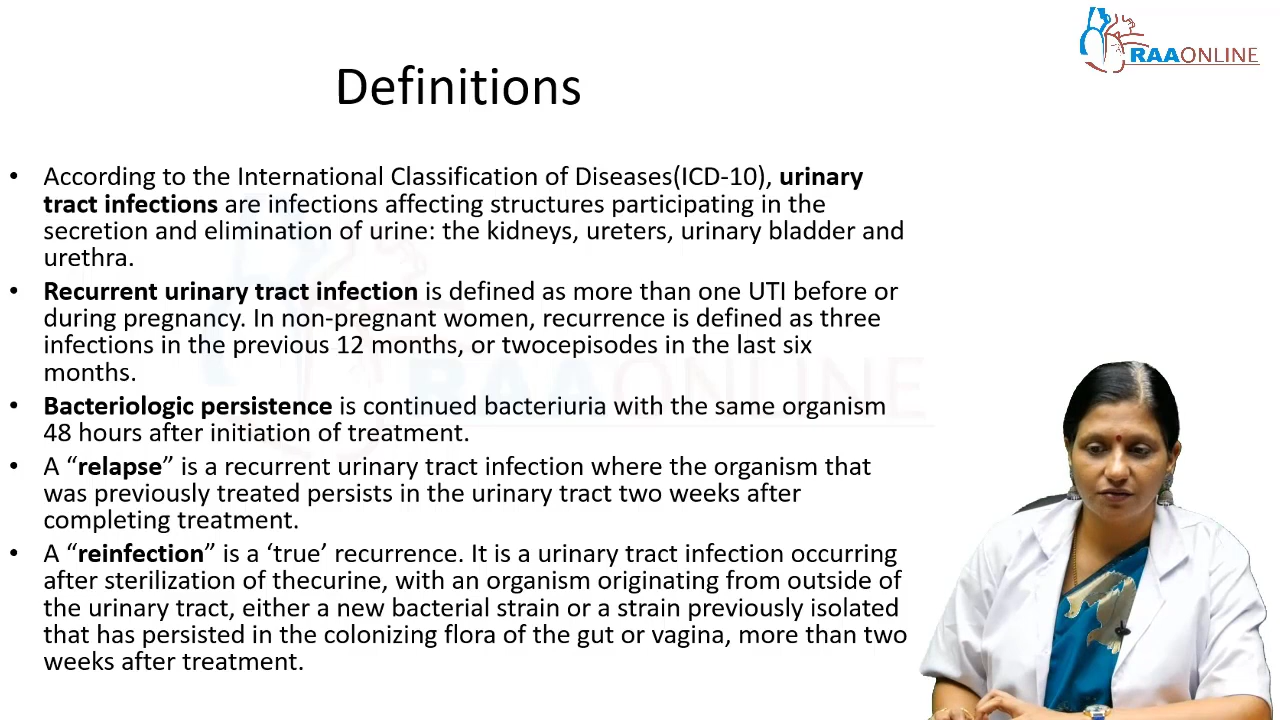 RAAONLINE
Definitions
• According to the International Classification of Diseases(ICD-10), urinary
tract infections are infections affecting structures participating in the
secretion and elimination of urine: the kidneys, ureters, urinary bladder and
urethra.
• Recurrent urinary tract infection is defined as more than one UTI before or
during pregnancy. In non-pregnant women, recurrence is defined as three
infections in the previous 12 months, or twocepisodes in the last six
months.
• Bacteriologic persistence is continued bacteriuria with the same organism
48 hours after initiation of treatment.
• A “relapse” is a recurrent urinary tract infection where the organism that
was previously treated persists in the urinary tract two weeks after
completing treatment.
• A “reinfection” is a ‘true’ recurrence. It is a urinary tract infection occurring
after sterilization of thecurine, with an organism originating from outside of
the urinary tract, either a new bacterial strain or a strain previously isolated
that has persisted in the colonizing flora of the gut or vagina, more than two
weeks after treatment.
RAAONLINE